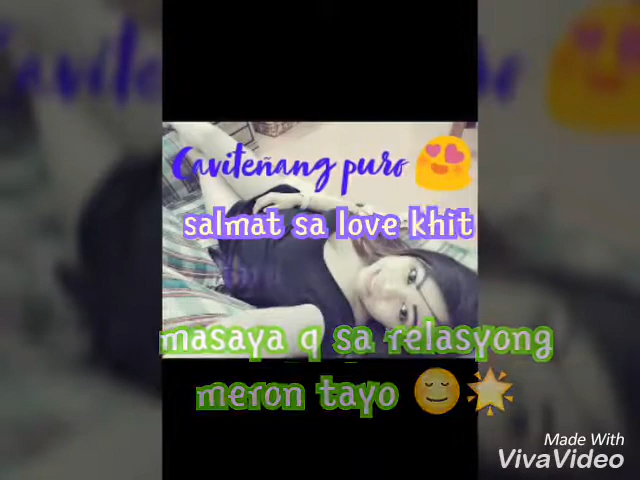 Caviteñang puro 😍
salmat sa love khit
masaya q sa relasyong
meron tayo 😌🌟
Made With
VivaVideo